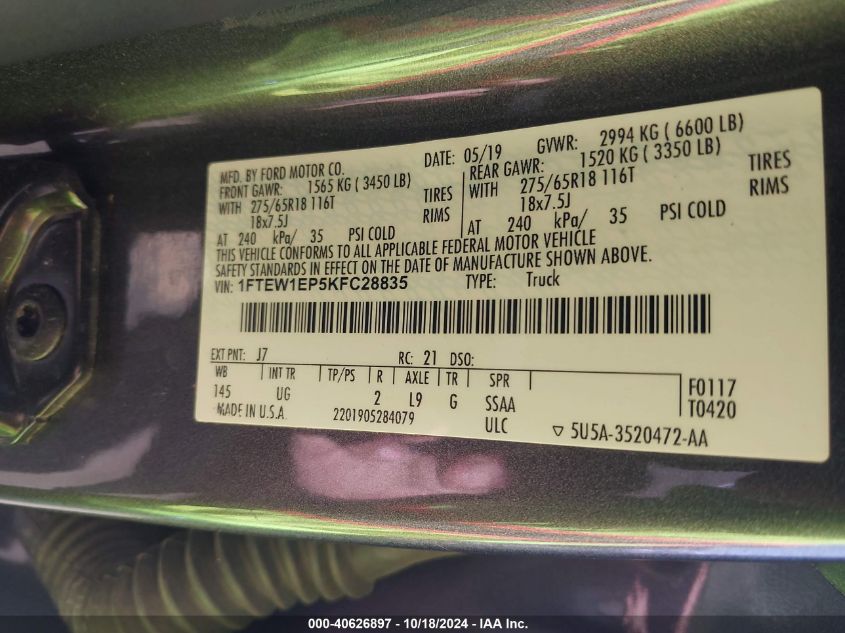 MFD. BY FORD MOTOR CO. DATE: 05/19 GVWR: 2994 KG ( 6600 LB)
FRONT GAWR: 1565 KG ( 3450 LB) REAR GAWR: 1520 KG ( 3350 LB)
WITH 275/65R18 116T TIRES WITH 275/65R18 116T TIRES
18x7.5J RIMS 18x7.5J RIMS
AT 240 kPa/ 35 PSI COLD AT 240 kPa/ 35 PSI COLD
THIS VEHICLE CONFORMS TO ALL APPLICABLE FEDERAL MOTOR VEHICLE
SAFETY STANDARDS IN EFFECT ON THE DATE OF MANUFACTURE SHOWN ABOVE.
VIN: 1FTEW1EP5KFC28835 TYPE: Truck
EXT PNT: J7 RC: 21 DSO:
WB INT TR TP/PS R AXLE TR SPR F0117
145 UG 2 L9 G SSAA T0420
MADE IN U.S.A. 2201905284079 ULC ▽ 5U5A-3520472-AA
000-40626897 - 10/18/2024 - IAA Inc.